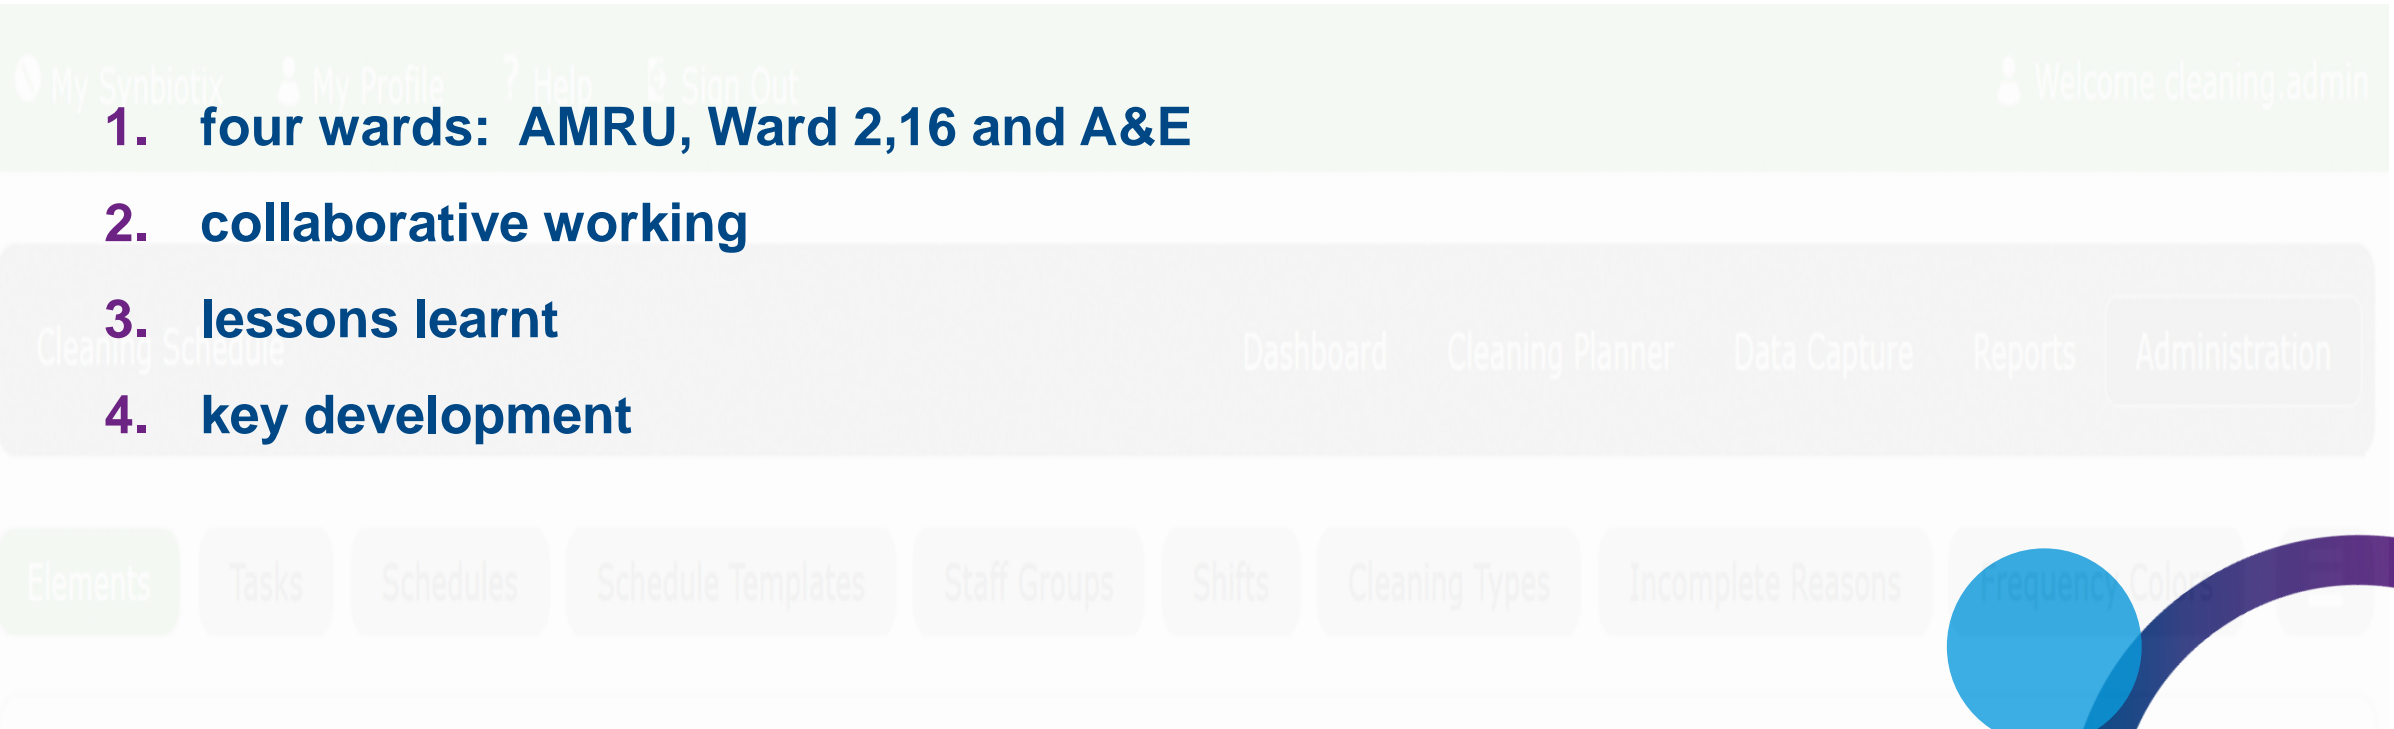 My Synbiotix My Profile ? Help Sign Out Welcome cleaning.admin
1. four wards: AMRU, Ward 2,16 and A&E
2. collaborative working
3. lessons learnt
Cleaning Schedule Dashboard Cleaning Planner Data Capture Reports Administration
4. key development
Elements Tasks Schedules Schedule Templates Staff Groups Shifts Cleaning Types Incomplete Reasons Frequency Colors